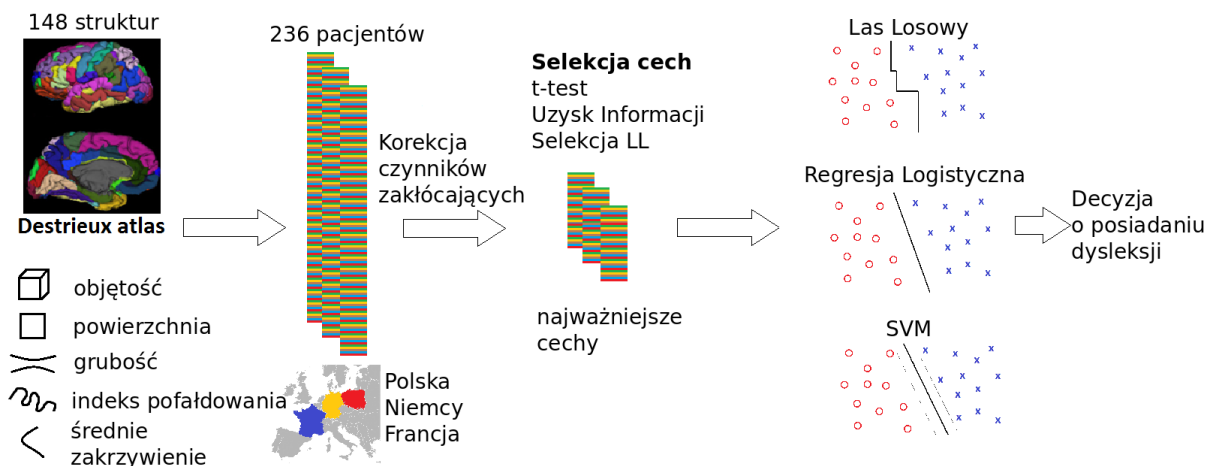 148 struktur
Destrieux atlas
objętość
powierzchnia
grubość
indeks pofałdowania
średnie
zakrzywienie
236 pacjentów
Korekcja
czynników
zakłócających
Polska
Niemcy
Francja
Selekcja cech
t-test
Uzysk Informacji
Selekcja LL
najważniejsze
cechy
Las Losowy
Regresja Logistyczna
SVM
Decyzja
o posiadaniu
dysleksji